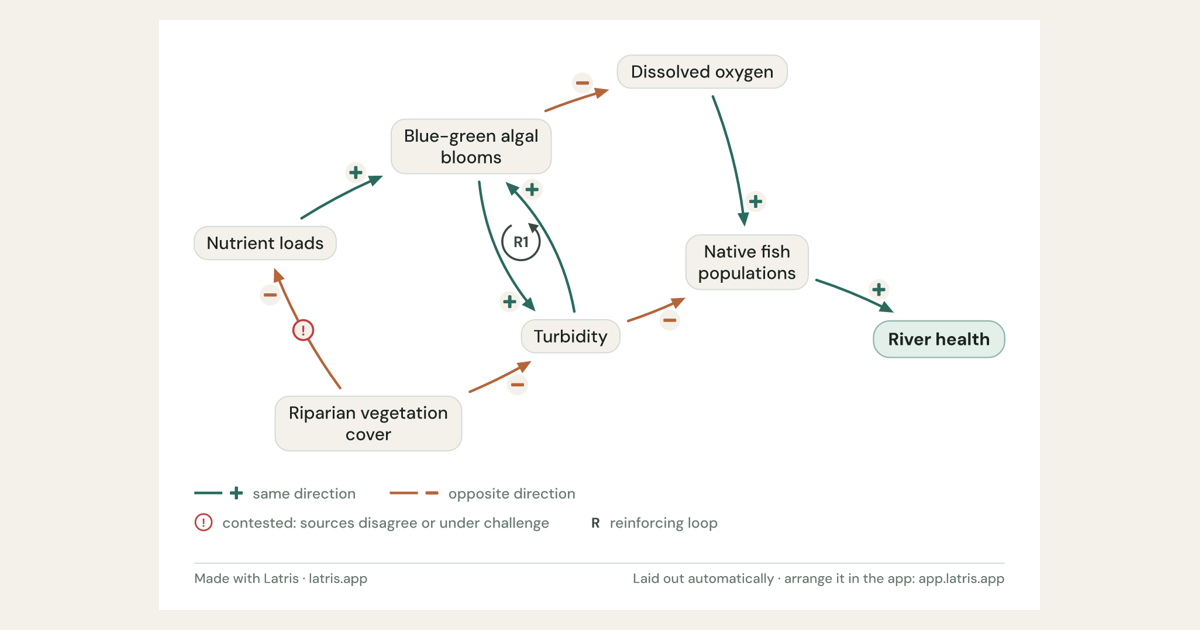 Dissolved oxygen
−
Blue-green algal
blooms
+
+
+
R1
Nutrient loads
Native fish
populations
−
+
+
−
!
Turbidity
River health
−
Riparian vegetation
cover
+ same direction
− opposite direction
! contested: sources disagree or under challenge
R reinforcing loop
Made with Latris · latris.app
Laid out automatically · arrange it in the app: app.latris.app